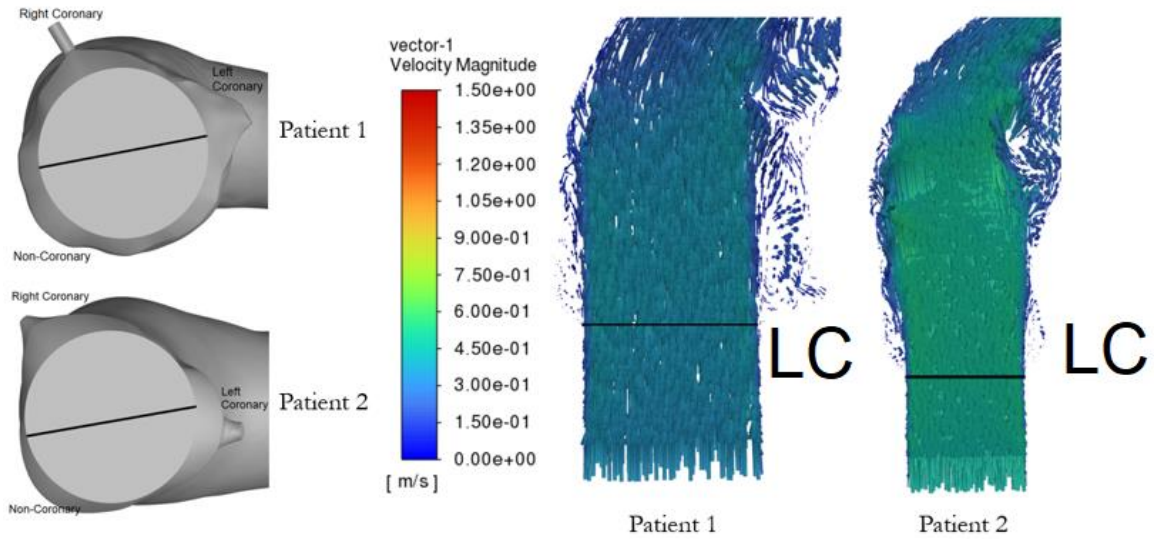 Right Coronary
Left
Coronary
Patient 1
Non-Coronary
Right Coronary
Left
Coronary
Patient 2
Non-Coronary
vector-1
Velocity Magnitude
1.50e+00
1.35e+00
1.20e+00
1.05e+00
9.00e-01
7.50e-01
6.00e-01
4.50e-01
3.00e-01
1.50e-01
0.00e+00
[ m/s ]
LC
LC
Patient 1
Patient 2